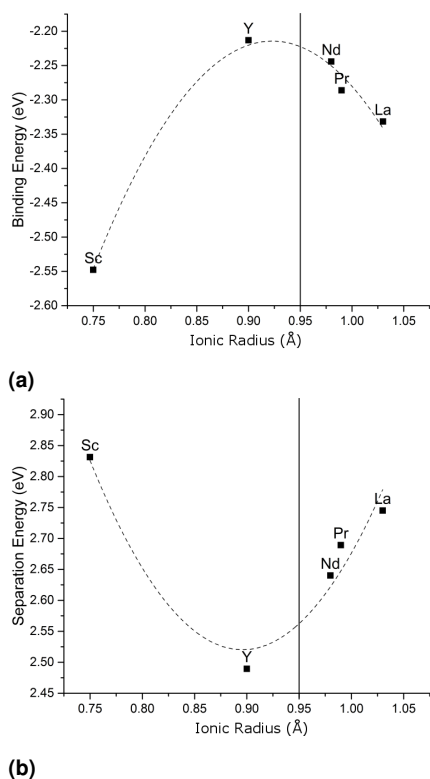 -2.20
-2.25
-2.30
-2.35
-2.40
-2.45
-2.50
-2.55
-2.60
Binding Energy (eV)
Sc
Y
Nd
Pr
La
0.75 0.80 0.85 0.90 0.95 1.00 1.05
Ionic Radius (Å)
(a)
2.90
2.85
2.80
2.75
2.70
2.65
2.60
2.55
2.50
2.45
Separation Energy (eV)
Sc
Y
Nd
Pr
La
0.75 0.80 0.85 0.90 0.95 1.00 1.05
Ionic Radius (Å)
(b)